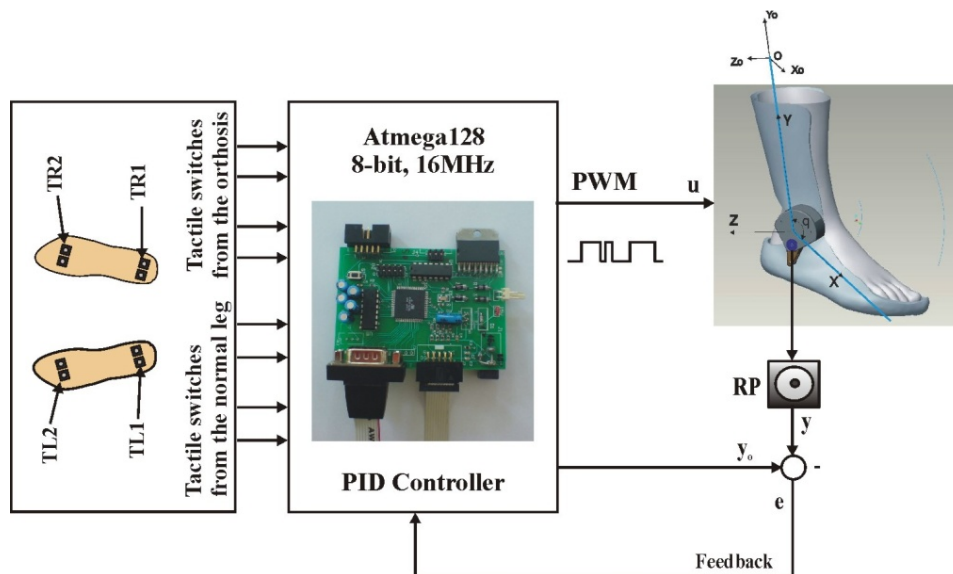 TR2
TR1
TL2
TL1
Tactile switches
from the orthosis
Tactile switches
from the normal leg
Atmega128
8-bit, 16MHz
PID Controller
PWM
u
Yo
O
Zo
Xo
Y
Z
q
X
RP
y
yo
-
e
Feedback